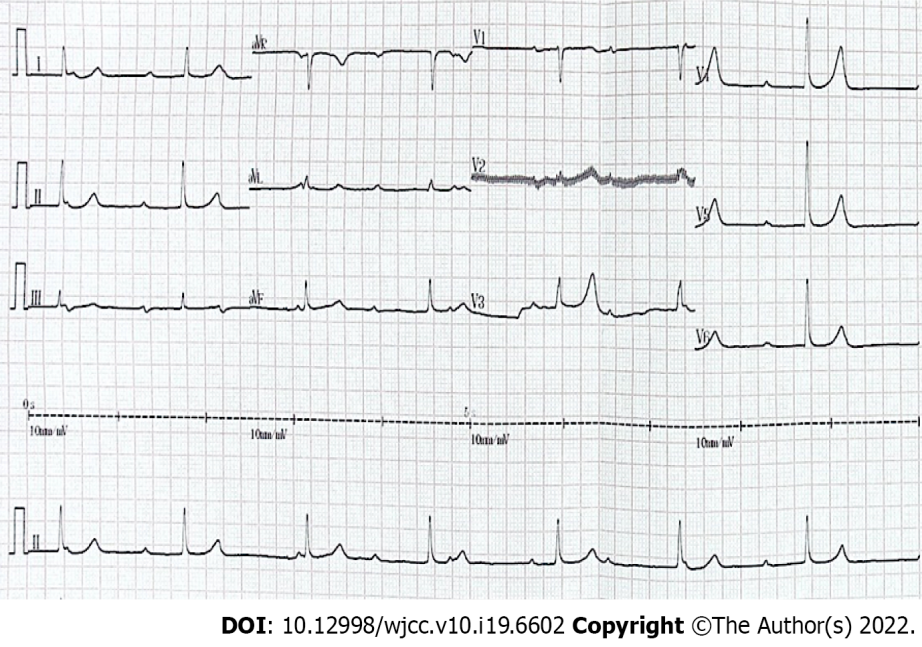 I
aVR
V1
V4
II
aVL
V2
V5
III
aVF
V3
V6
0s
5
10mm/mV
10mm/mV
10mm/mV
10mm/mV
II
DOI: 10.12998/wjcc.v10.i19.6602 Copyright ©The Author(s) 2022.